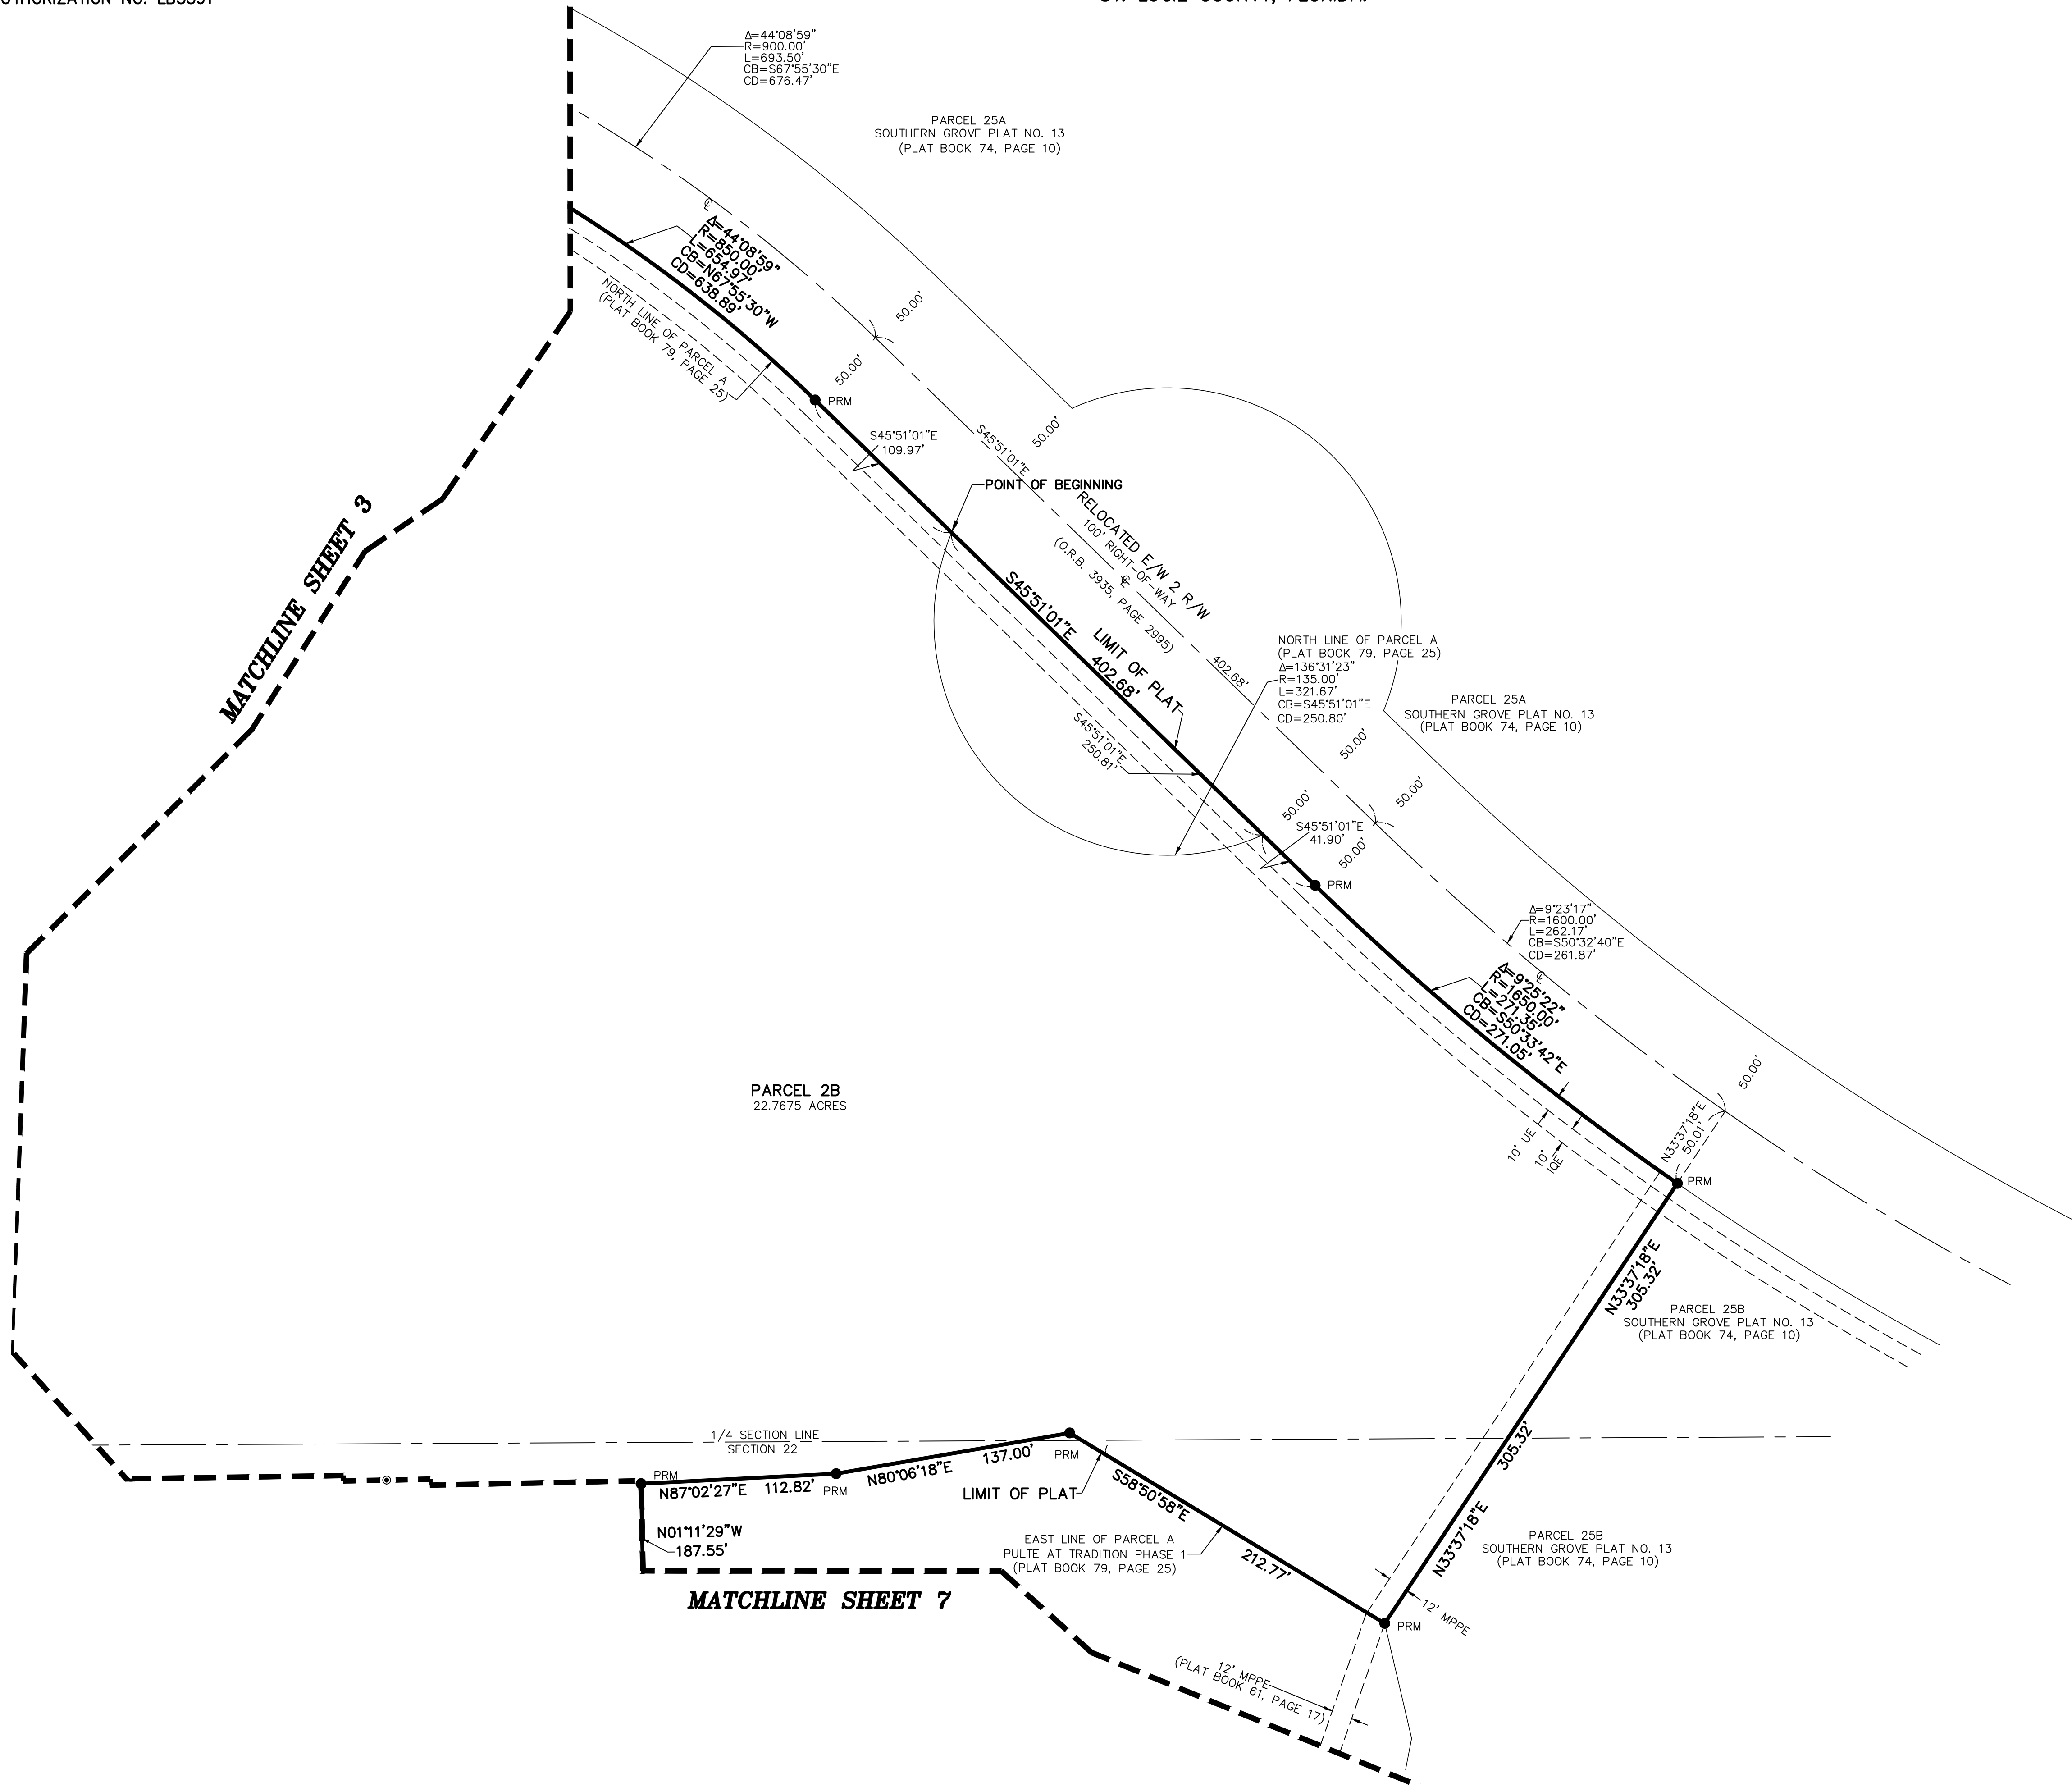 Δ=44°08'59"
R=900.00'
L=693.50'
CB=S67°55'30"E
CD=676.47'
PARCEL 25A
SOUTHERN GROVE PLAT NO. 13
(PLAT BOOK 74, PAGE 10)
℄
Δ=44°08'59"
R=850.00'
L=654.97'
CB=N67°55'30"W
CD=638.89'
NORTH LINE OF PARCEL A
(PLAT BOOK 79, PAGE 25)
50.00'
50.00'
PRM
50.00'
S45°51'01"E
S45°51'01"E
109.97'
POINT OF BEGINNING
RELOCATED E/W 2 R/W
100' RIGHT-OF-WAY
℄
(O.R.B. 3935, PAGE 2995)
MATCHLINE SHEET 3
S45°51'01"E
402.68'
LIMIT OF PLAT
402.68'
NORTH LINE OF PARCEL A
(PLAT BOOK 79, PAGE 25)
Δ=136°31'23"
R=135.00'
L=321.67'
CB=S45°51'01"E
CD=250.80'
PARCEL 25A
SOUTHERN GROVE PLAT NO. 13
(PLAT BOOK 74, PAGE 10)
S45°51'01"E
250.81'
50.00'
50.00'
50.00'
S45°51'01"E
41.90'
50.00'
PRM
Δ=9°23'17"
R=1600.00'
L=262.17'
CB=S50°32'40"E
CD=261.87'
℄
Δ=9°25'22"
R=1650.00'
L=271.35'
CB=S50°33'42"E
CD=271.05'
50.00'
PARCEL 2B
22.7675 ACRES
10' UE
10'
IQE
N33°37'18"E
50.01'
PRM
N33°37'18"E
305.32'
PARCEL 25B
SOUTHERN GROVE PLAT NO. 13
(PLAT BOOK 74, PAGE 10)
1/4 SECTION LINE
SECTION 22
PRM
N87°02'27"E 112.82'
PRM
N80°06'18"E 137.00'
PRM
LIMIT OF PLAT
S58°50'58"E
212.77'
N33°37'18"E 305.32'
N01°11'29"W
187.55'
EAST LINE OF PARCEL A
PULTE AT TRADITION PHASE 1
(PLAT BOOK 79, PAGE 25)
PARCEL 25B
SOUTHERN GROVE PLAT NO. 13
(PLAT BOOK 74, PAGE 10)
MATCHLINE SHEET 7
12' MPPE
PRM
12' MPPE
(PLAT BOOK 61, PAGE 17)